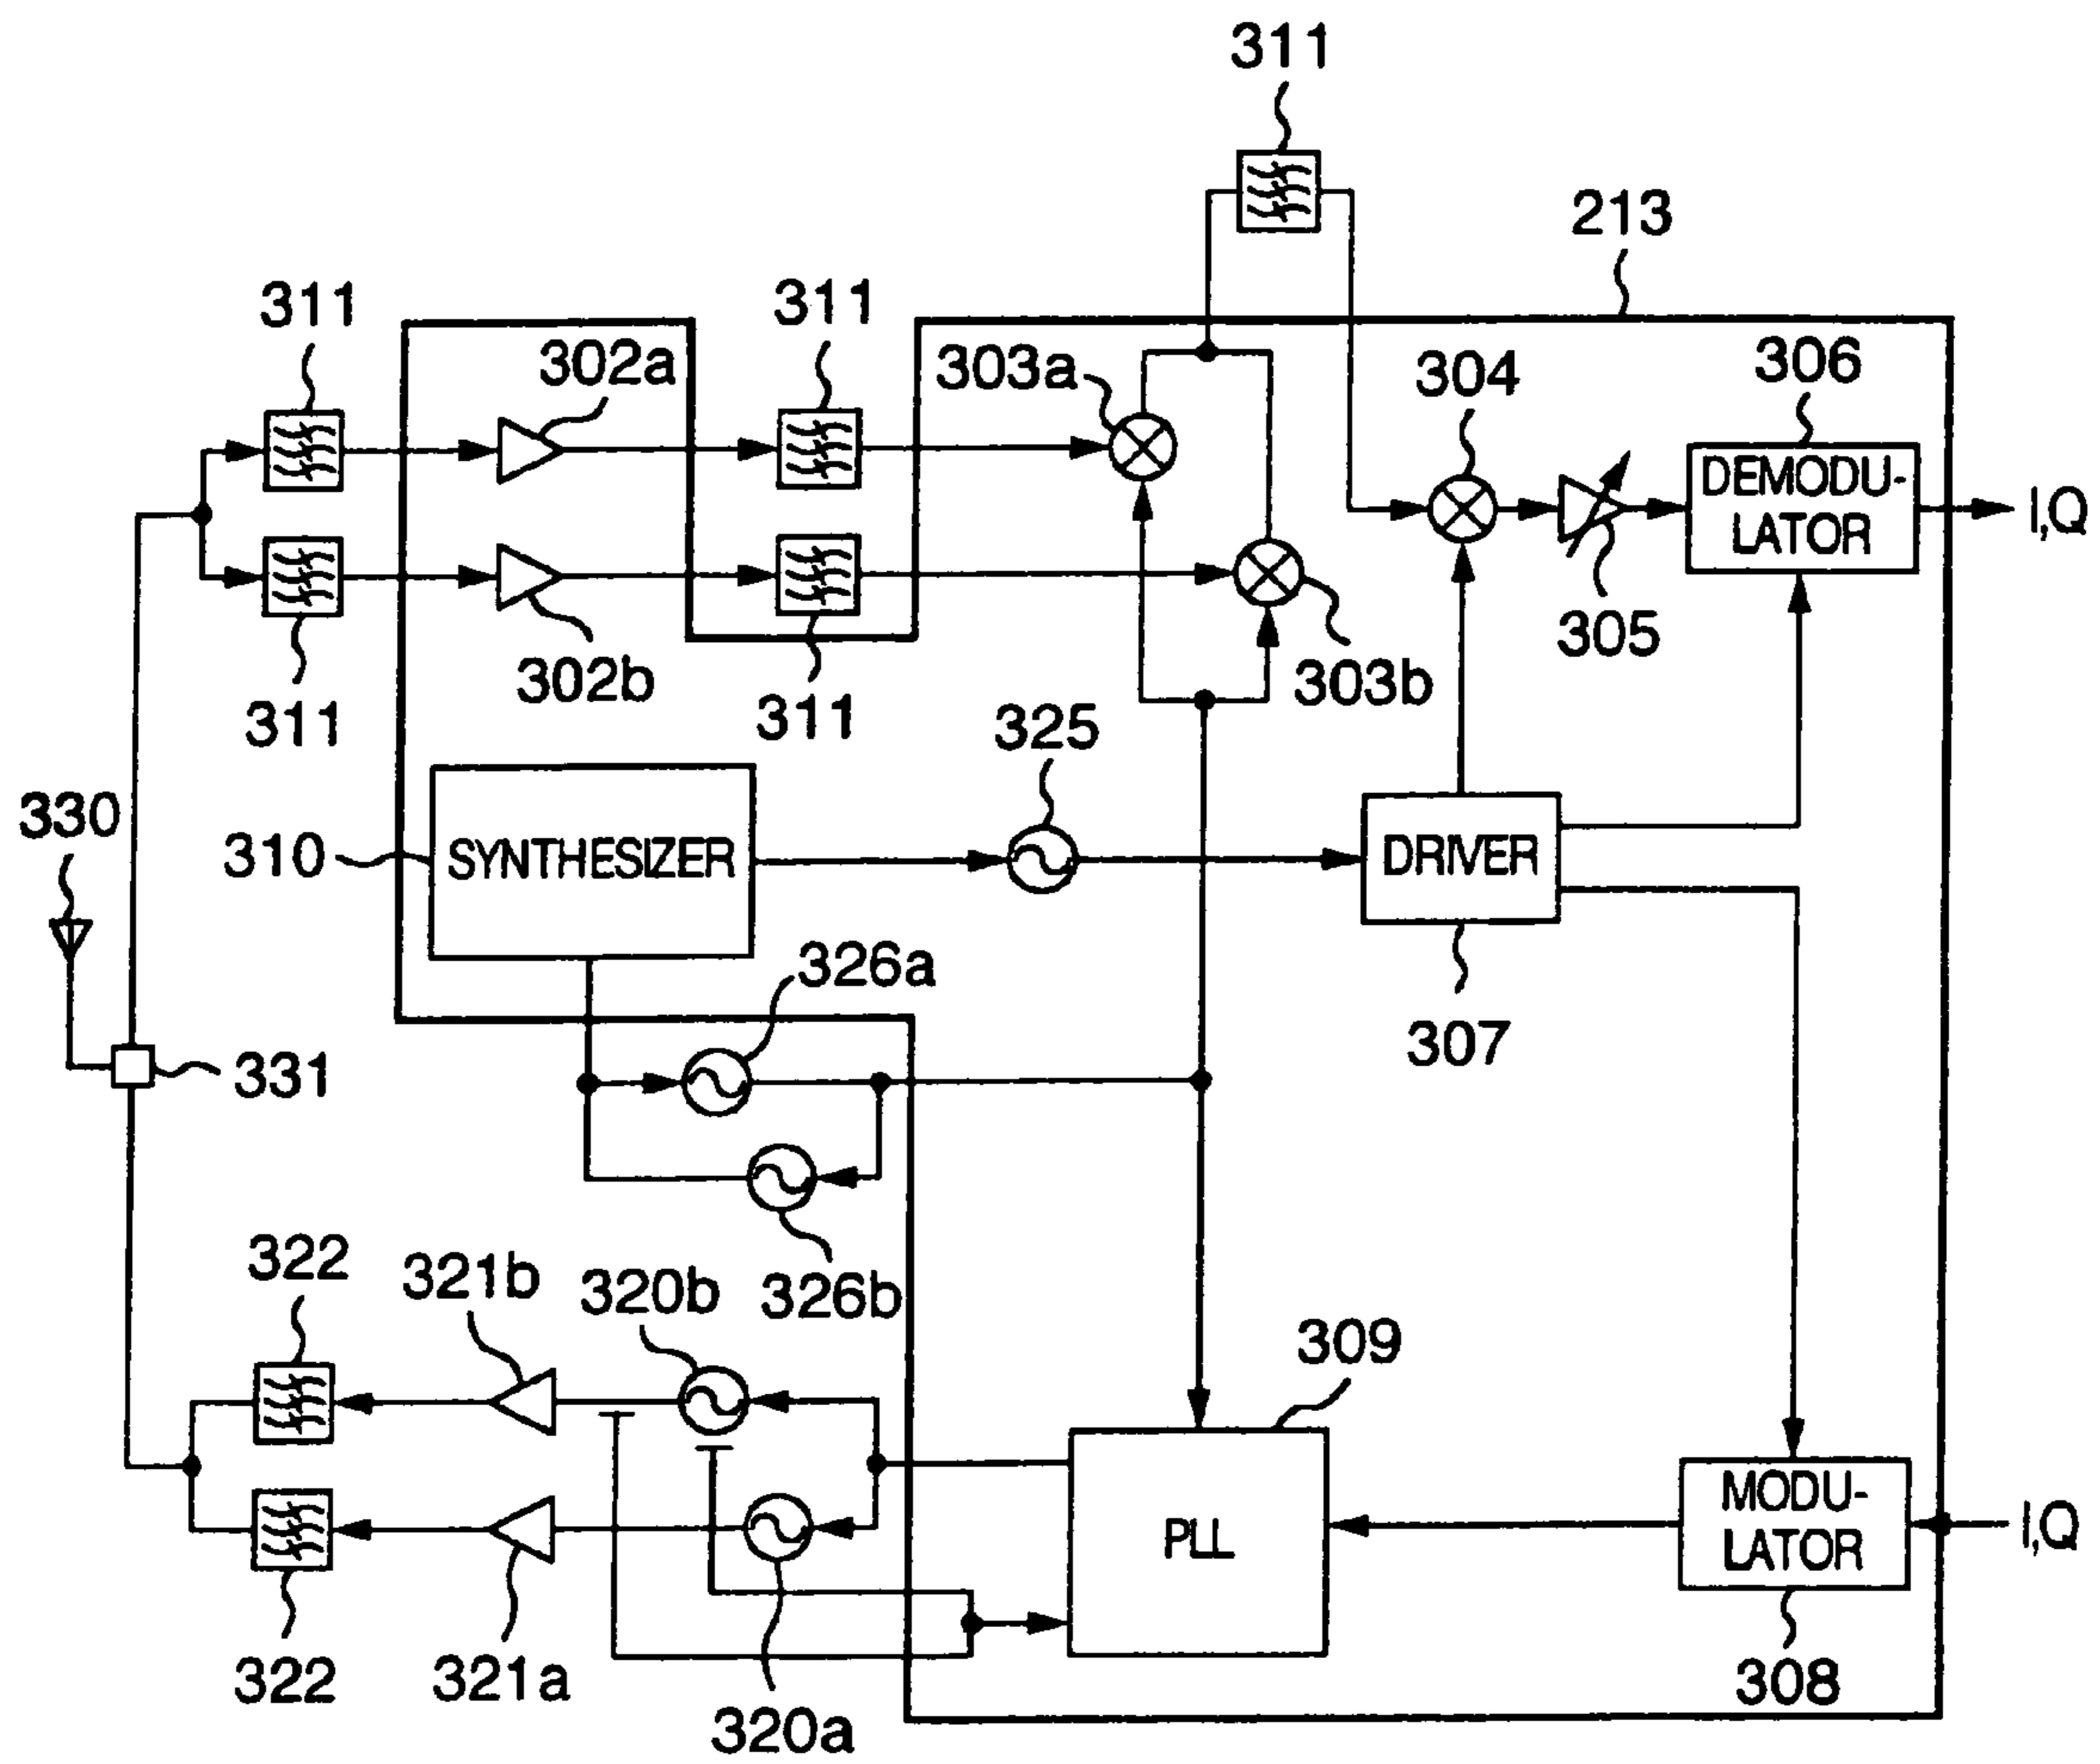 311
213
311
311
302a
303a
304
306
DEMODU-
LATOR
I,Q
305
302b
303b
311
311
325
330
310
SYNTHESIZER
DRIVER
326a
307
331
322
321b
320b
326b
309
MODU-
LATOR
I,Q
PLL
322
321a
320a
308